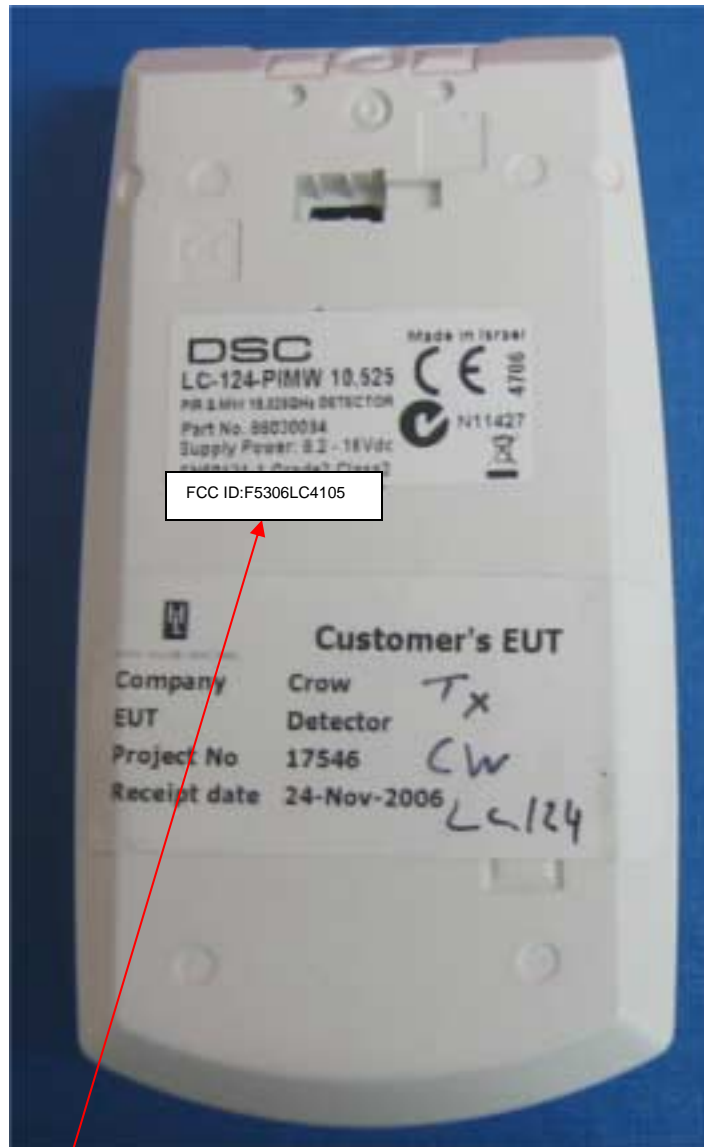 DSC
Made in Israel
LC-124-PIMW 10,525
PIR & MW 10.525GHz DETECTOR
CE
4706
Part No. 
Supply Power: 8.2 - 16Vdc
N11427
FCC ID:F5306LC4105
Customer's EUT
Company Crow
EUT Detector
Project No 17546
Receipt date 24-Nov-2006
Tx
CW
Lc124